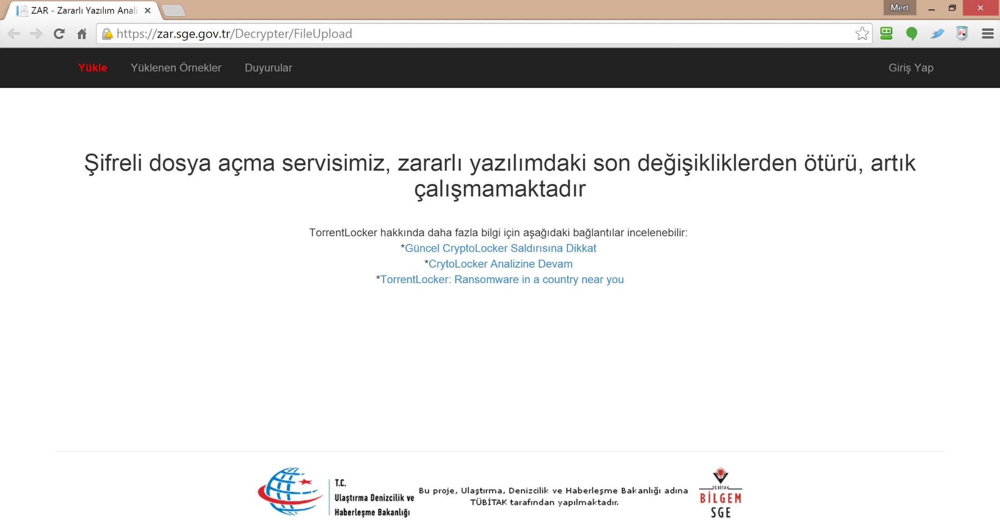 ZAR - Zararlı Yazılım Anali
Mert
https://zar.sge.gov.tr/Decrypter/FileUpload
Yükle Yüklenen Örnekler Duyurular Giriş Yap
Şifreli dosya açma servisimiz, zararlı yazılımdaki son değişikliklerden ötürü, artık
çalışmamaktadır
TorrentLocker hakkında daha fazla bilgi için aşağıdaki bağlantılar incelenebilir:
*Güncel CryptoLocker Saldırısına Dikkat
*CrytoLocker Analizine Devam
*TorrentLocker: Ransomware in a country near you
T.C.
Ulaştırma Denizcilik ve
Haberleşme Bakanlığı
Bu proje, Ulaştırma, Denizcilik ve Haberleşme Bakanlığı adına
TÜBİTAK tarafından yapılmaktadır.
TÜBİTAK
BİLGEM
SGE